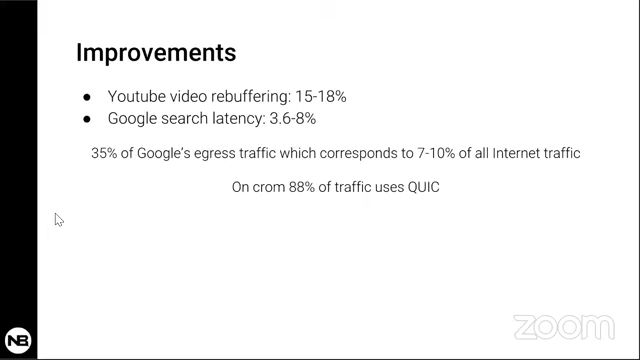 Improvements
● Youtube video rebuffering: 15-18%
● Google search latency: 3.6-8%
35% of Google's egress traffic which corresponds to 7-10% of all Internet traffic
On crom 88% of traffic uses QUIC
zoom
NB